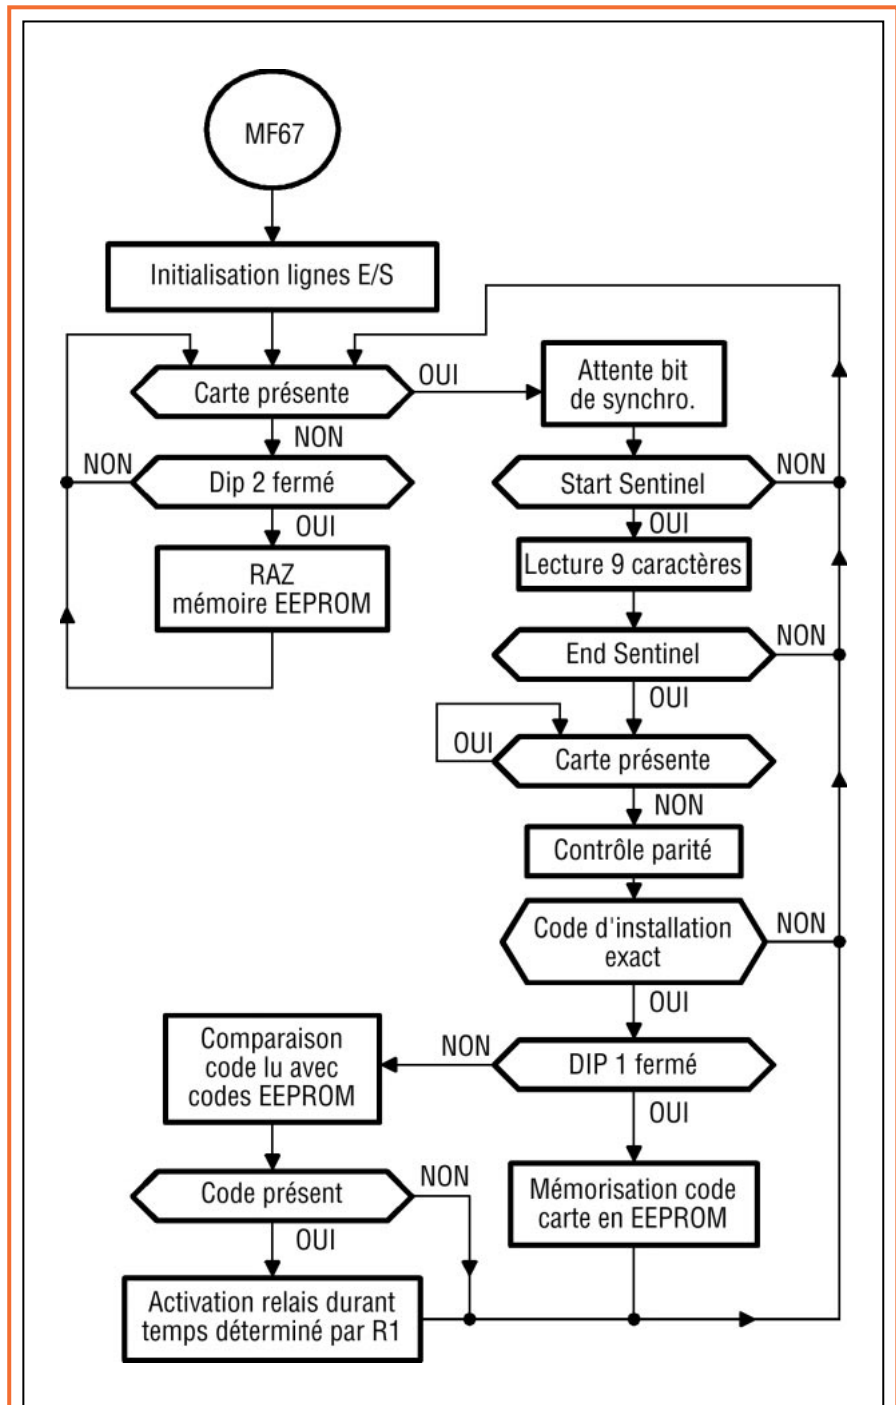 MF67
Initialisation lignes E/S
Carte présente
OUI
NON
NON
Dip 2 fermé
OUI
RAZ
mémoire EEPROM
Attente bit
de synchro.
Start Sentinel
NON
OUI
Lecture 9 caractères
End Sentinel
NON
OUI
OUI
Carte présente
NON
Contrôle parité
Code d'installation
exact
NON
OUI
DIP 1 fermé
NON
OUI
Comparaison
code lu avec
codes EEPROM
Code présent
NON
OUI
Mémorisation code
carte en EEPROM
Activation relais durant
temps déterminé par R1